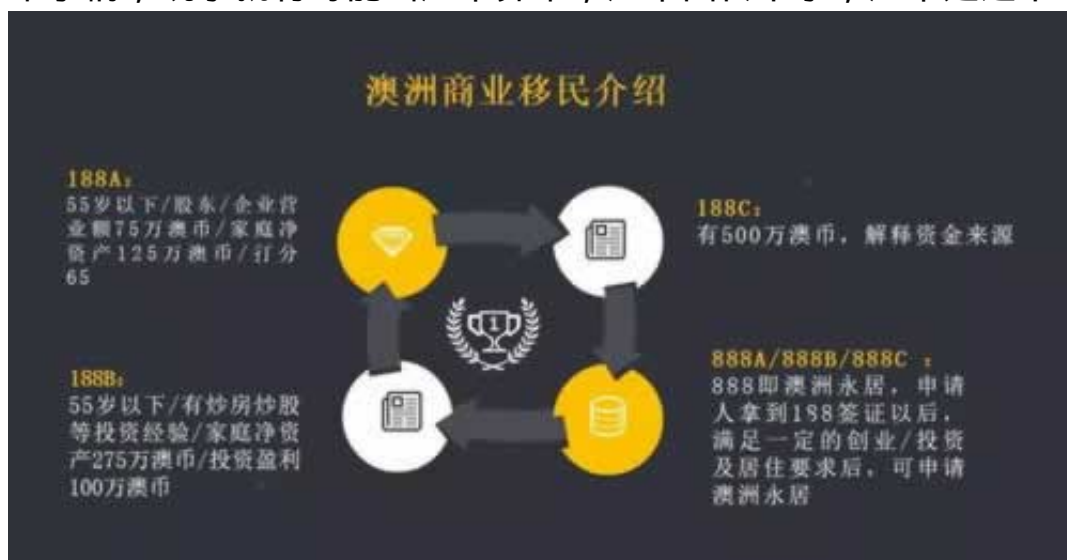 澳洲商业移民介绍
188A：
55岁以下/股东/企业营
业额75万澳币/家庭净
资产125万澳币/打分
65
188C：
有500万澳币，解释资金来源
188B：
55岁以下/有炒房炒股
等投资经验/家庭净资
产275万澳币/投资盈利
100万澳币
888A/888B/888C ：
888即澳洲永居，申请
人拿到188签证以后，
满足一定的创业/投资
及居住要求后，可申请
澳洲永居
1